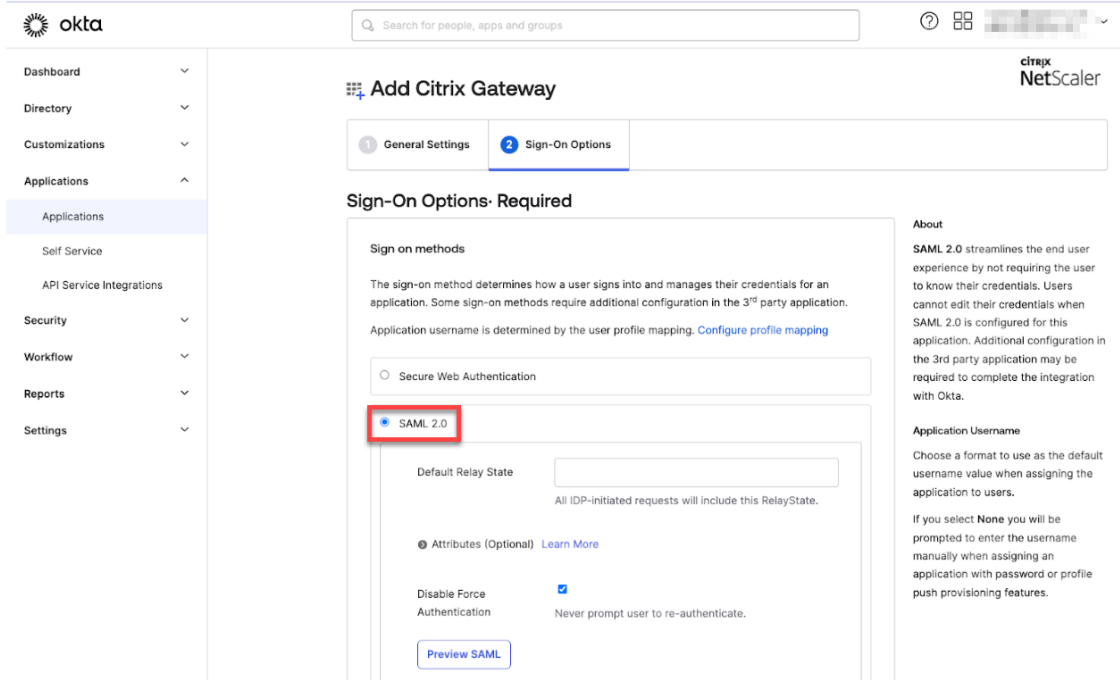 okta
Search for people, apps and groups
citrix
NetScaler
Dashboard
Directory
Customizations
Applications
Applications
Self Service
API Service Integrations
Security
Workflow
Reports
Settings
Add Citrix Gateway
1 General Settings
2 Sign-On Options
Sign-On Options· Required
Sign on methods
The sign-on method determines how a user signs into and manages their credentials for an
application. Some sign-on methods require additional configuration in the 3rd party application.
Application username is determined by the user profile mapping. Configure profile mapping
Secure Web Authentication
SAML 2.0
Default Relay State
All IDP-initiated requests will include this RelayState.
Attributes (Optional) Learn More
Disable Force
Authentication
Never prompt user to re-authenticate.
Preview SAML
About
SAML 2.0 streamlines the end user
experience by not requiring the user
to know their credentials. Users
cannot edit their credentials when
SAML 2.0 is configured for this
application. Additional configuration in
the 3rd party application may be
required to complete the integration
with Okta.
Application Username
Choose a format to use as the default
username value when assigning the
application to users.
If you select None you will be
prompted to enter the username
manually when assigning an
application with password or profile
push provisioning features.